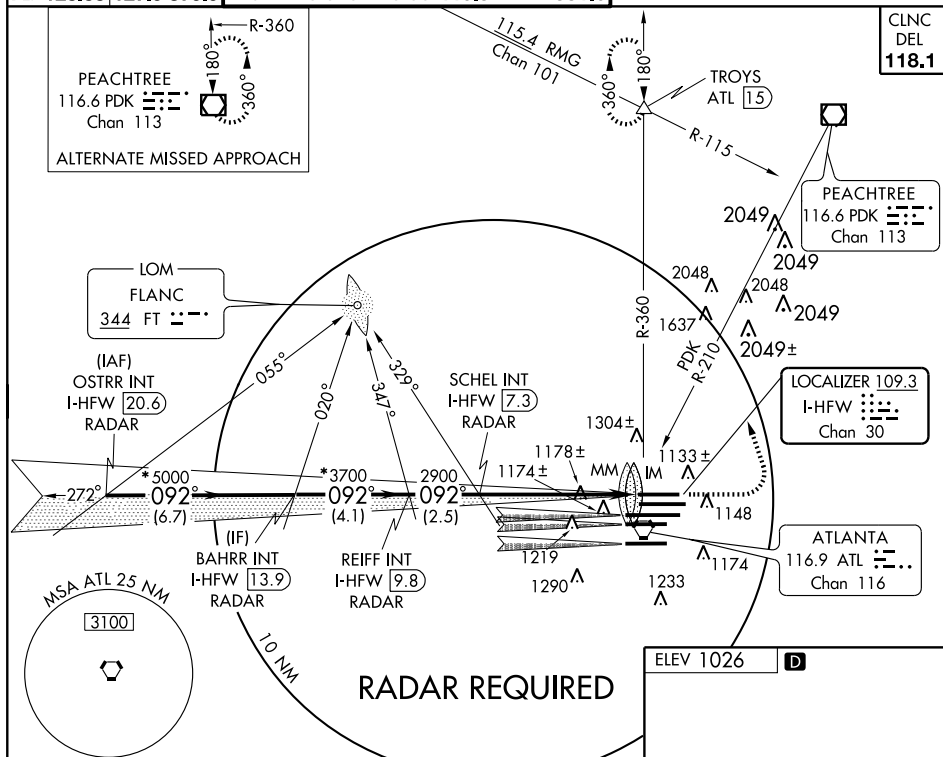 R-360
180°
360°
PEACHTREE
116.6 PDK
Chan 113
ALTERNATE MISSED APPROACH
115.4 RMG
Chan 101
180°
360°
TROYS
ATL 15
R-115
CLNC
DEL
118.1
PEACHTREE
116.6 PDK
Chan 113
2049
2049
2048
2048
2049
1637
2049±
R-360
PDK
R-210
LOM
FLANC
344 FT
(IAF)
OSTRR INT
I-HFW 20.6
RADAR
055°
020°
347°
329°
SCHEL INT
I-HFW 7.3
RADAR
LOCALIZER 109.3
I-HFW
Chan 30
1304±
1178±
1174±
MM
IM
1133±
272°
*5000
092°
(6.7)
*3700
092°
(4.1)
2900
092°
(2.5)
1148
(IF)
BAHRR INT
I-HFW 13.9
RADAR
REIFF INT
I-HFW 9.8
RADAR
1219
1290
1174
1233
ATLANTA
116.9 ATL
Chan 116
MSA ATL 25 NM
3100
10 NM
RADAR REQUIRED
ELEV 1026
D